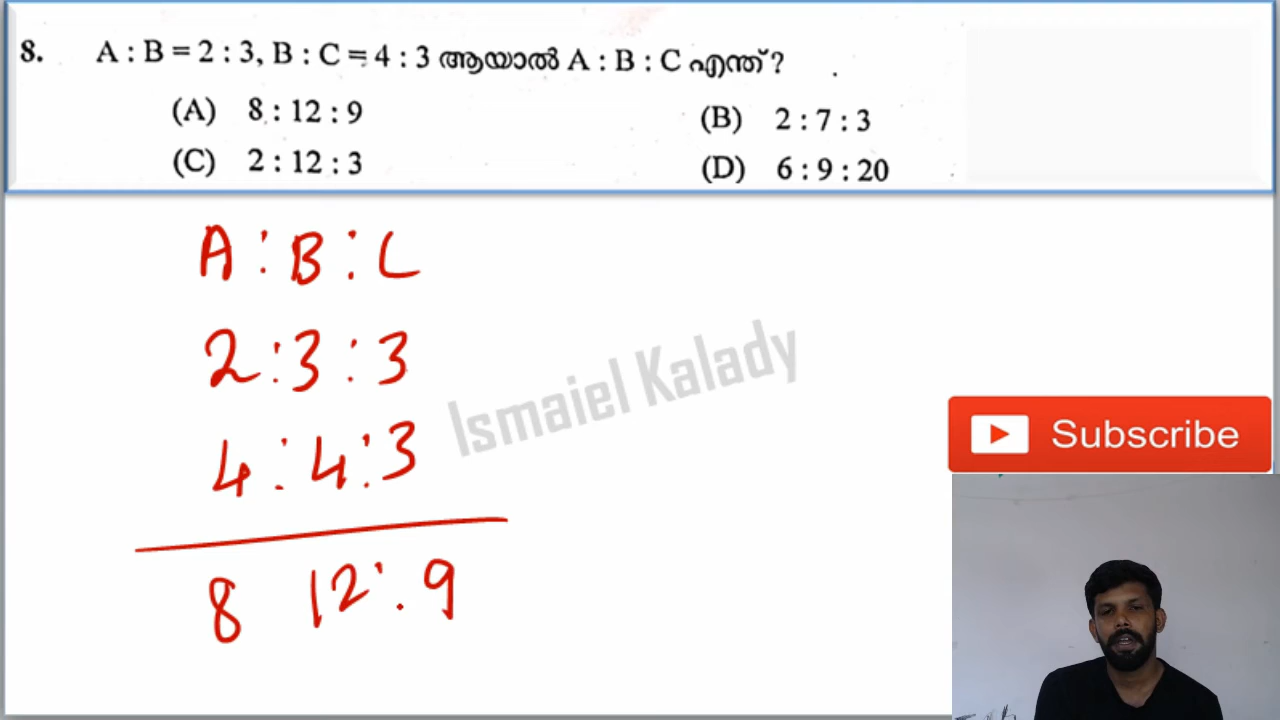 8. A : B = 2 : 3, B : C = 4 : 3 ആയാൽ A : B : C എന്ത് ?
(A) 8 : 12 : 9 (B) 2 : 7 : 3
(C) 2 : 12 : 3 (D) 6 : 9 : 20
A : B : C
2 : 3 : 3
4 : 4 : 3
8 12 : 9
Ismaiel Kalady
Subscribe